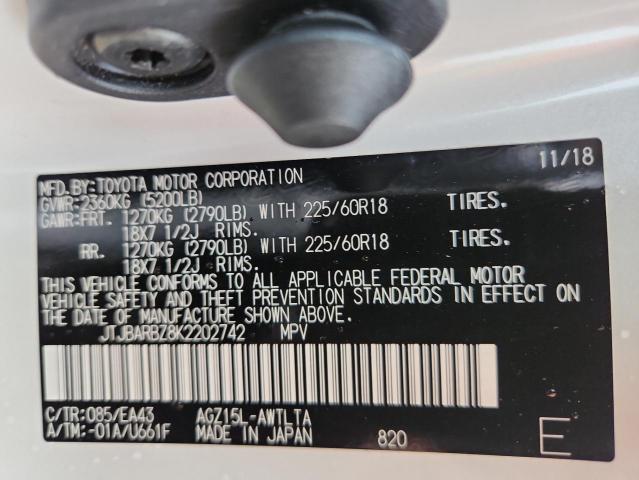 11/18
MFD.BY:TOYOTA MOTOR CORPORATION
GVWR:2360KG (5200LB)
GAWR:FRT. 1270KG (2790LB) WITH 225/60R18 TIRES.
18X7 1/2J RIMS.
RR. 1270KG (2790LB) WITH 225/60R18 TIRES.
18X7 1/2J RIMS.
THIS VEHICLE CONFORMS TO ALL APPLICABLE FEDERAL MOTOR
VEHICLE SAFETY AND THEFT PREVENTION STANDARDS IN EFFECT ON
THE DATE OF MANUFACTURE SHOWN ABOVE.
JTJBARBZ8K2202742 MPV
C/TR:085/EA43 AGZ15L-AWTLTA
A/TM:-01A/U661F MADE IN JAPAN 820 E